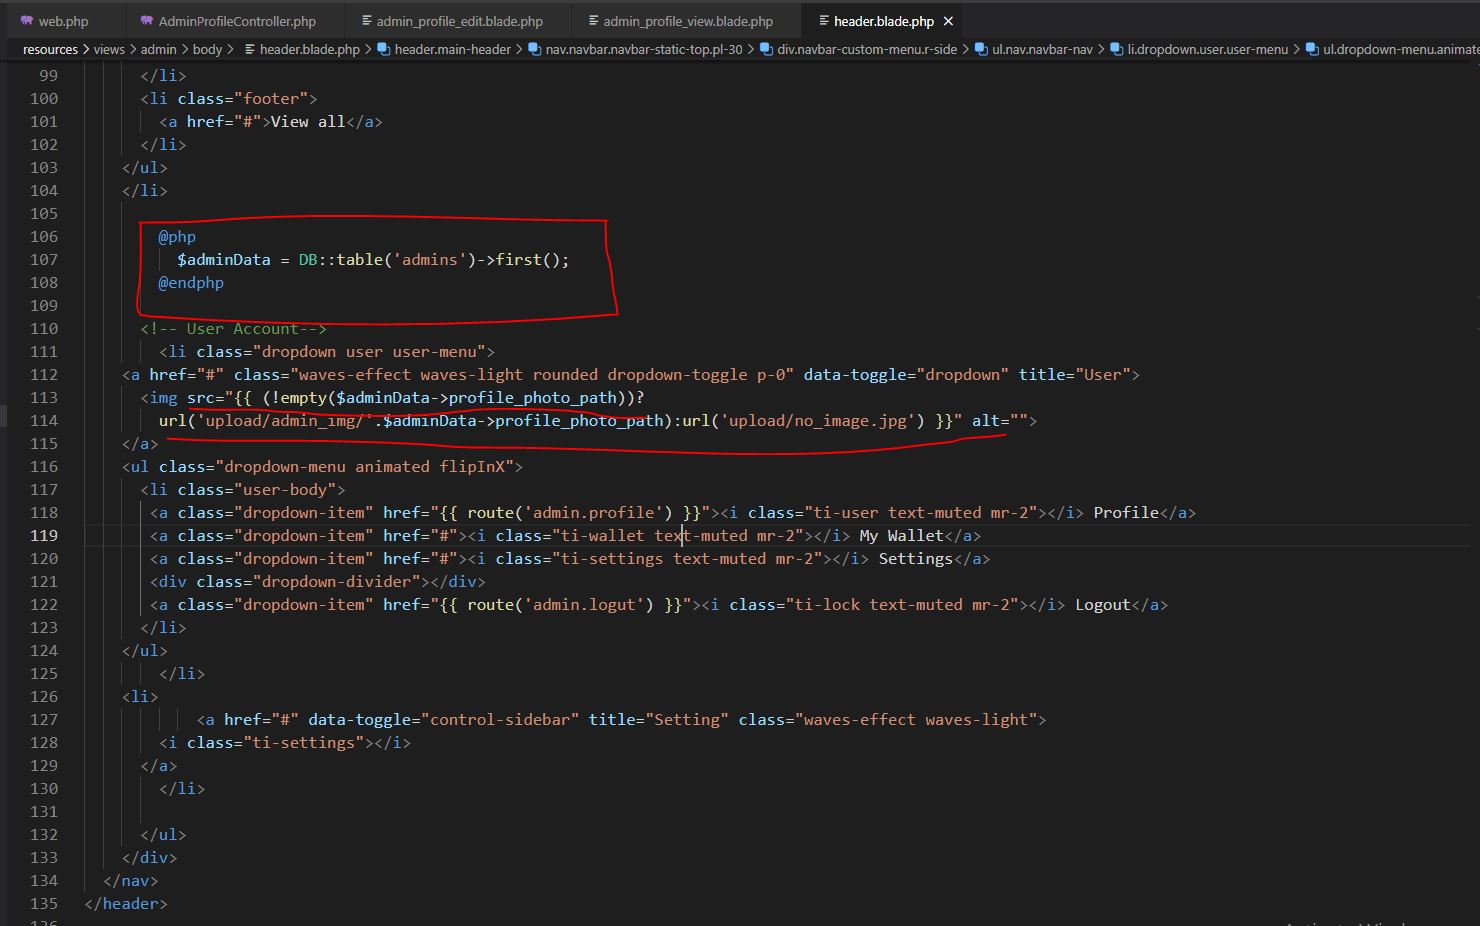 web.php AdminProfileController.php admin_profile_edit.blade.php admin_profile_view.blade.php header.blade.php
resources > views > admin > body > header.blade.php > header.main-header > nav.navbar.navbar-static-top.pl-30 > div.navbar-custom-menu.r-side > ul.nav.navbar-nav > li.dropdown.user.user-menu > ul.dropdown-menu.animate
99 </li>
100 <li class="footer">
101 <a href="#">View all</a>
102 </li>
103 </ul>
104 </li>
105
106 @php
107 $adminData = DB::table('admins')->first();
108 @endphp
109
110 <!-- User Account-->
111 <li class="dropdown user user-menu">
112 <a href="#" class="waves-effect waves-light rounded dropdown-toggle p-0" data-toggle="dropdown" title="User">
113 <img src="{{ (!empty($adminData->profile_photo_path))?
114 url('upload/admin_img/'.$adminData->profile_photo_path):url('upload/no_image.jpg') }}" alt="">
115 </a>
116 <ul class="dropdown-menu animated flipInX">
117 <li class="user-body">
118 <a class="dropdown-item" href="{{ route('admin.profile') }}"><i class="ti-user text-muted mr-2"></i> Profile</a>
119 <a class="dropdown-item" href="#"><i class="ti-wallet text-muted mr-2"></i> My Wallet</a>
120 <a class="dropdown-item" href="#"><i class="ti-settings text-muted mr-2"></i> Settings</a>
121 <div class="dropdown-divider"></div>
122 <a class="dropdown-item" href="{{ route('admin.logut') }}"><i class="ti-lock text-muted mr-2"></i> Logout</a>
123 </li>
124 </ul>
125 </li>
126 <li>
127 <a href="#" data-toggle="control-sidebar" title="Setting" class="waves-effect waves-light">
128 <i class="ti-settings"></i>
129 </a>
130 </li>
131
132 </ul>
133 </div>
134 </nav>
135 </header>